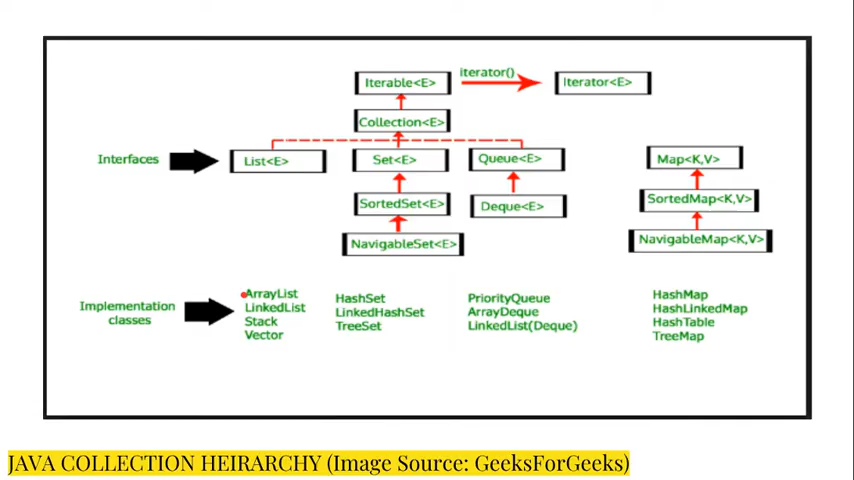 Iterable<E>
iterator()
Iterator<E>
Collection<E>
Interfaces
List<E>
Set<E>
Queue<E>
Map<K,V>
SortedSet<E>
Deque<E>
SortedMap<K,V>
NavigableSet<E>
NavigableMap<K,V>
Implementation
classes
ArrayList
LinkedList
Stack
Vector
HashSet
LinkedHashSet
TreeSet
PriorityQueue
ArrayDeque
LinkedList(Deque)
HashMap
HashLinkedMap
HashTable
TreeMap
JAVA COLLECTION HEIRARCHY (Image Source: GeeksForGeeks)